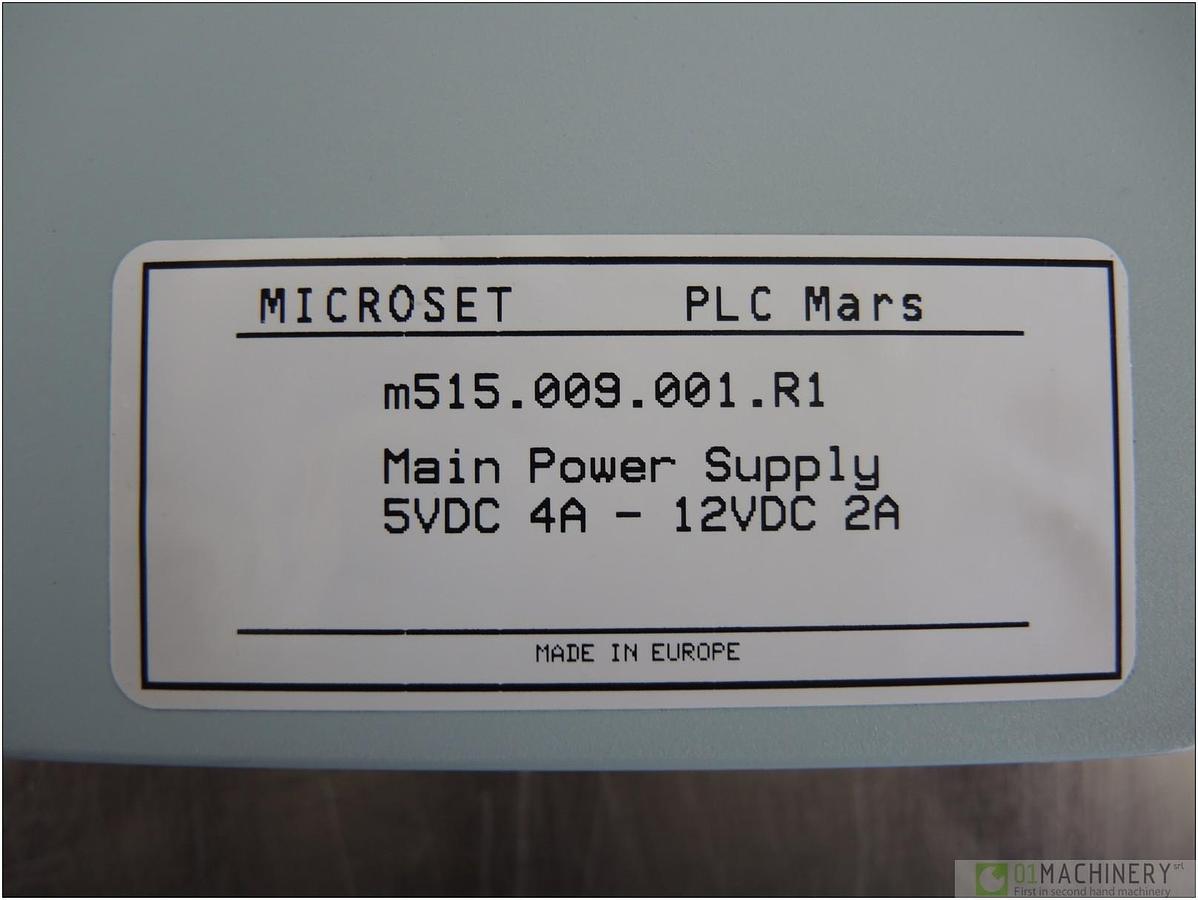 MICROSET PLC Mars
m515.009.001.R1
Main Power Supply
5VDC 4A - 12VDC 2A
MADE IN EUROPE
01MACHINERY srl
First in second hand machinery